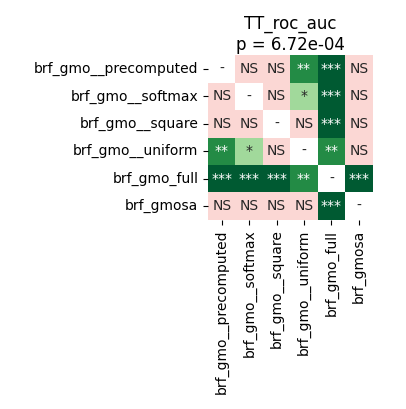 TT_roc_auc
p = 6.72e-04
brf_gmo__precomputed - NS NS ** *** NS
brf_gmo__softmax NS - NS * *** NS
brf_gmo__square NS NS - NS *** NS
brf_gmo__uniform ** * NS - ** NS
brf_gmo_full *** *** *** ** - ***
brf_gmosa NS NS NS NS *** -
brf_gmo__precomputed
brf_gmo__softmax
brf_gmo__square
brf_gmo__uniform
brf_gmo_full
brf_gmosa